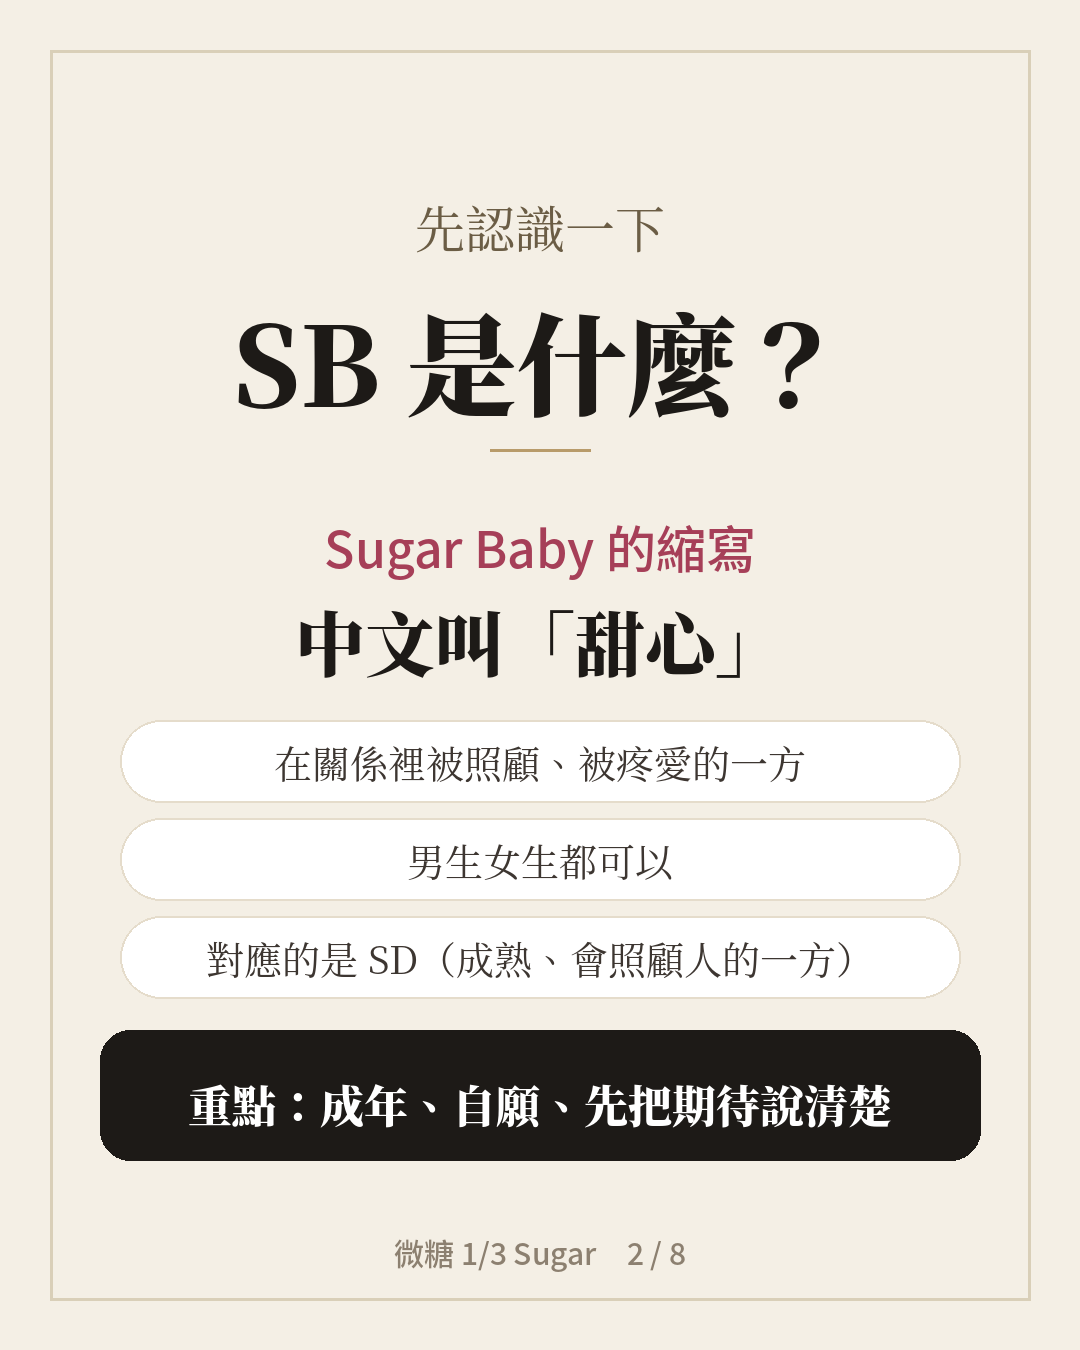 先認識一下
SB 是什麼？
Sugar Baby 的縮寫
中文叫「甜心」
在關係裡被照顧、被疼愛的一方
男生女生都可以
對應的是 SD（成熟、會照顧人的一方）
重點：成年、自願、先把期待說清楚
微糖 1/3 Sugar 2 / 8